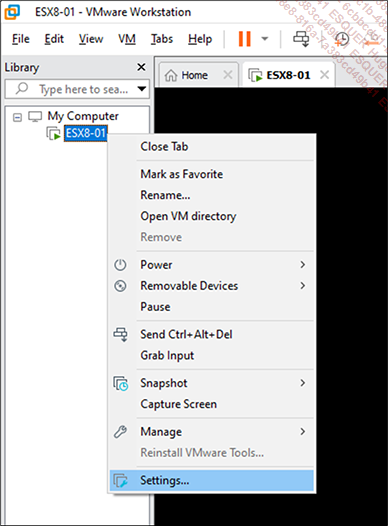 ESX8-01 - VMware Workstation
File Edit View VM Tabs Help
Library
Type here to sea...
Home
ESX8-01
My Computer
ESX8-01
Close Tab
Mark as Favorite
Rename...
Open VM directory
Remove
Power
Removable Devices
Pause
Send Ctrl+Alt+Del
Grab Input
Snapshot
Capture Screen
Manage
Reinstall VMware Tools...
Settings...